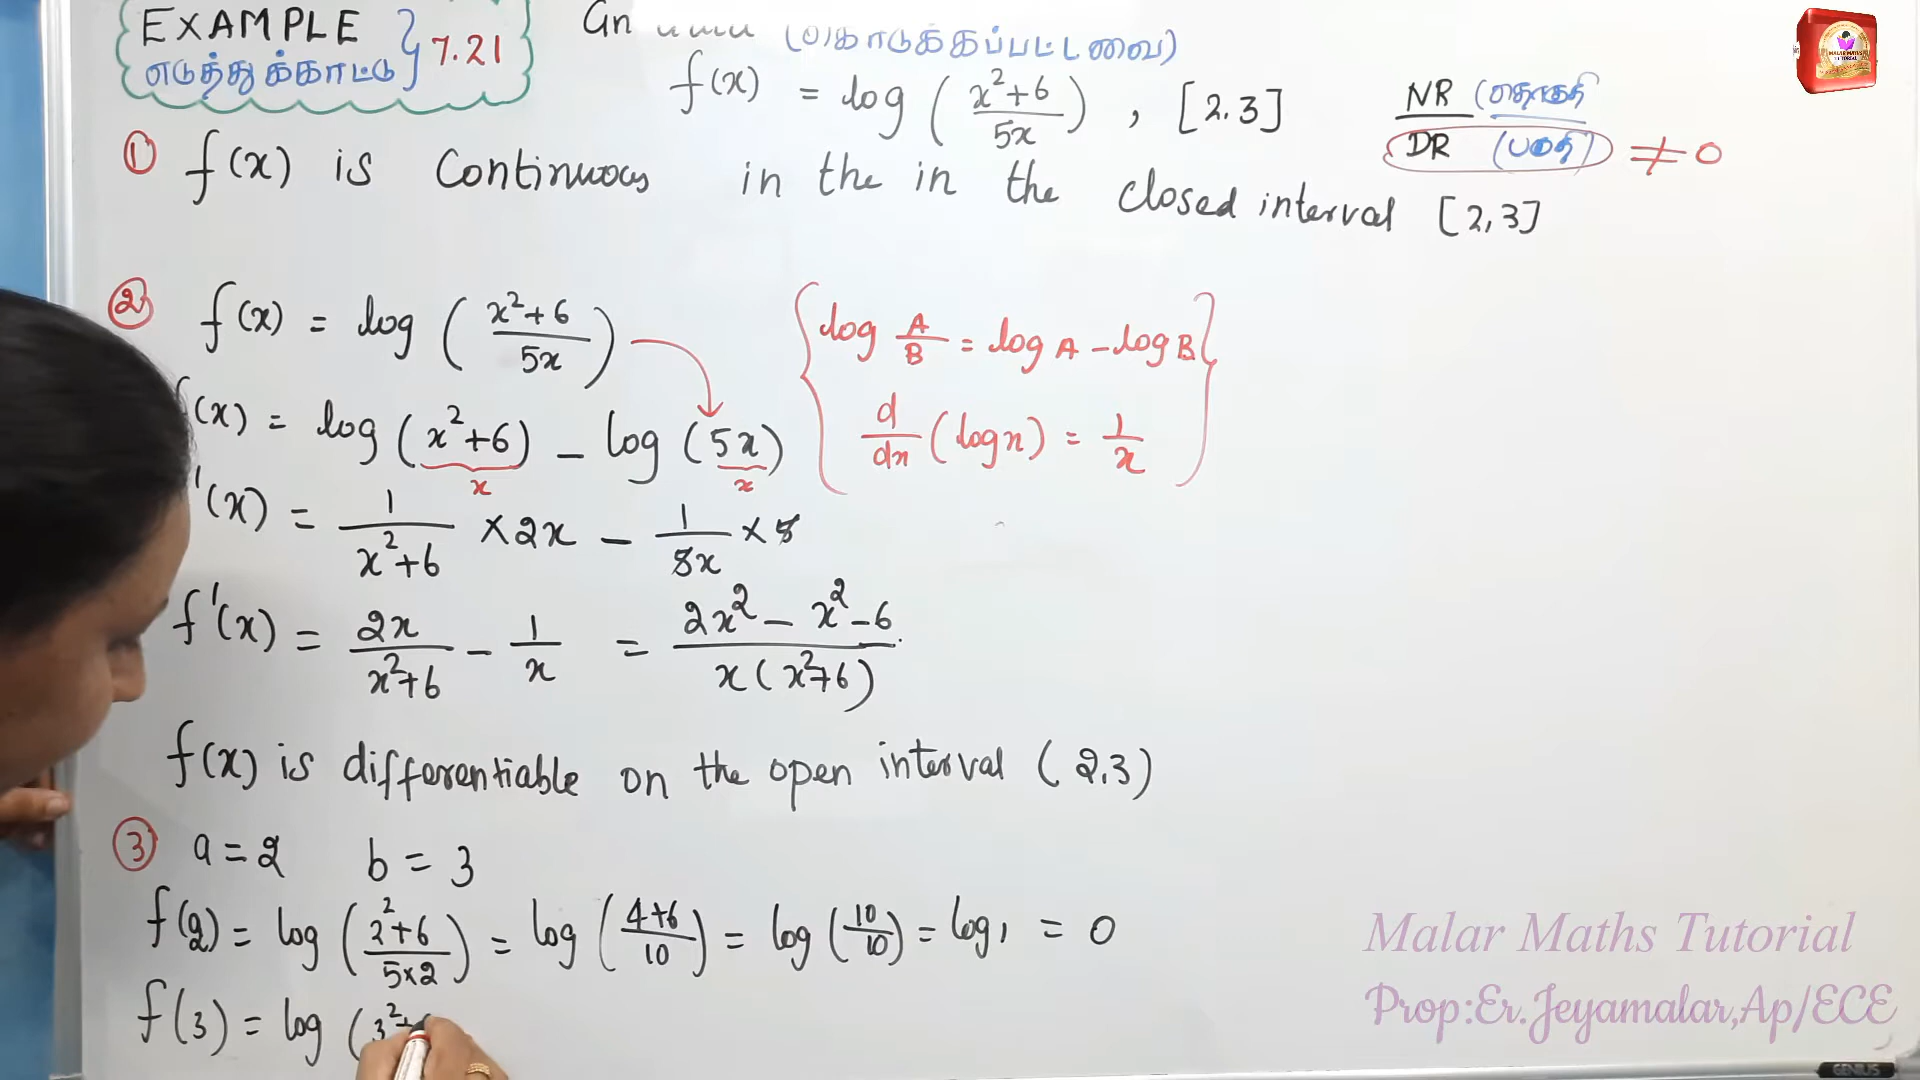 EXAMPLE 7.21
எடுத்துக்காட்டு
f(x) = log (x²+6 / 5x) , [2.3]
NR
DR ≠ 0
① f(x) is continuous in the in the closed interval [2,3]
② f(x) = log (x²+6 / 5x)
{log A/B = log A - log B}
(x) = log (x²+6) - log (5x)
x x
d/dx (log x) = 1/x
'(x) = 1/x²+6 × 2x - 1/5x × 5
f'(x) = 2x/x²+6 - 1/x = 2x² - x² - 6 / x(x²+6)
f(x) is differentiable on the open interval (2.3)
③ a = 2 b = 3
f(2) = log (2²+6 / 5×2) = log (4+6 / 10) = log (10/10) = log 1 = 0
f(3) = log (3²+
Malar Maths Tutorial
Prop:Er.Jeyamalar,Ap/ECE